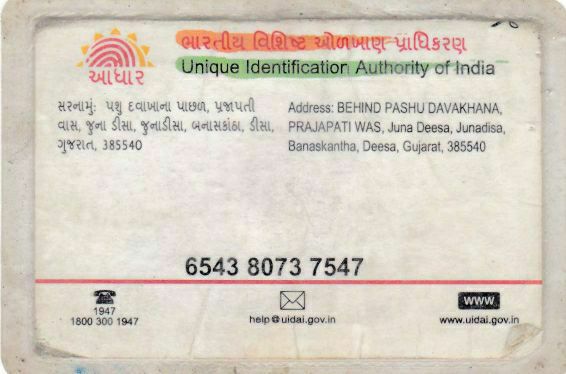 ભારતીય વિશિષ્ટ ઓળખાણ પ્રાધિકરણ
Unique Identification Authority of India
આધાર
સરનામું: પશુ દવાખાના પાછળ, પ્રજાપતી
વાસ, જુના ડીસા, જુનાડીસા, બનાસકાંઠા, ડીસા,
ગુજરાત, 385540
Address: BEHIND PASHU DAVAKHANA,
PRAJAPATI WAS, Juna Deesa, Junadisa,
Banaskantha, Deesa, Gujarat, 385540
6543 8073 7547
1947
1800 300 1947
help@uidai.gov.in
www
www.uidai.gov.in